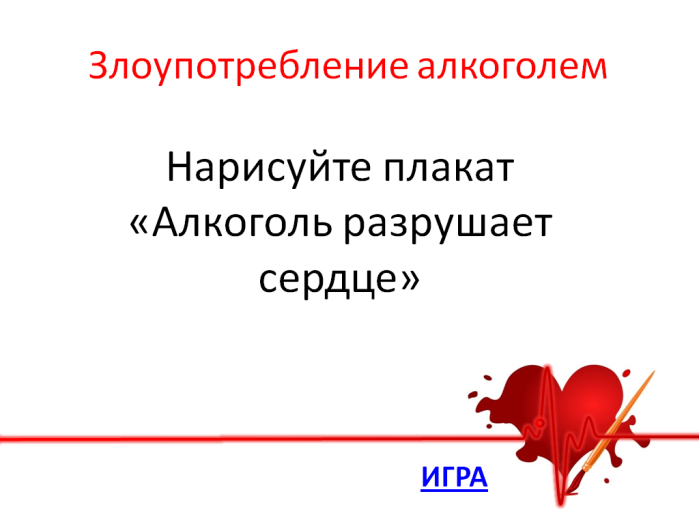 Злоупотребление алкоголем
Нарисуйте плакат
«Алкоголь разрушает
сердце»
ИГРА